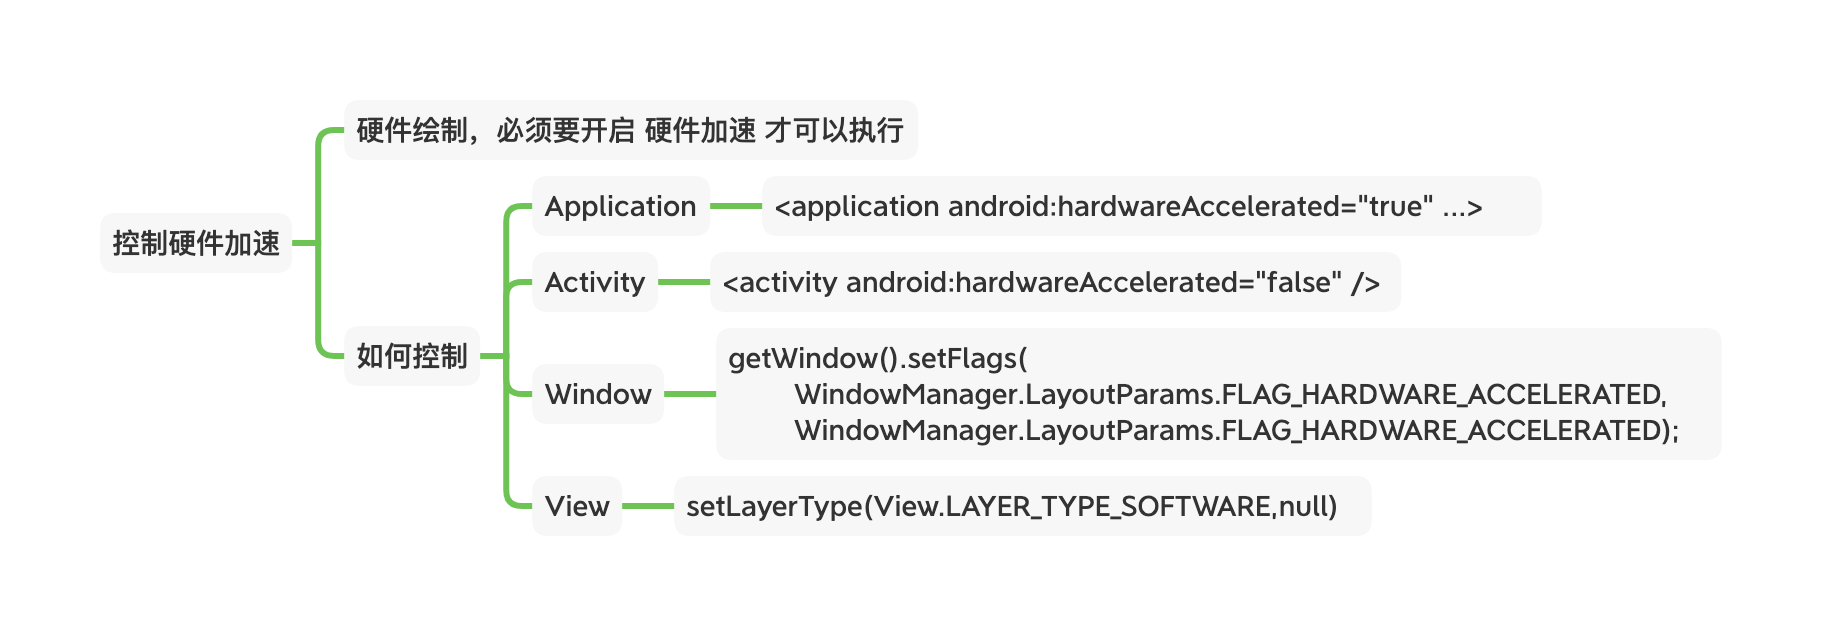 控制硬件加速
硬件绘制，必须要开启 硬件加速 才可以执行
如何控制
Application
<application android:hardwareAccelerated="true" ...>
Activity
<activity android:hardwareAccelerated="false" />
Window
getWindow().setFlags(
WindowManager.LayoutParams.FLAG_HARDWARE_ACCELERATED,
WindowManager.LayoutParams.FLAG_HARDWARE_ACCELERATED);
View
setLayerType(View.LAYER_TYPE_SOFTWARE,null)